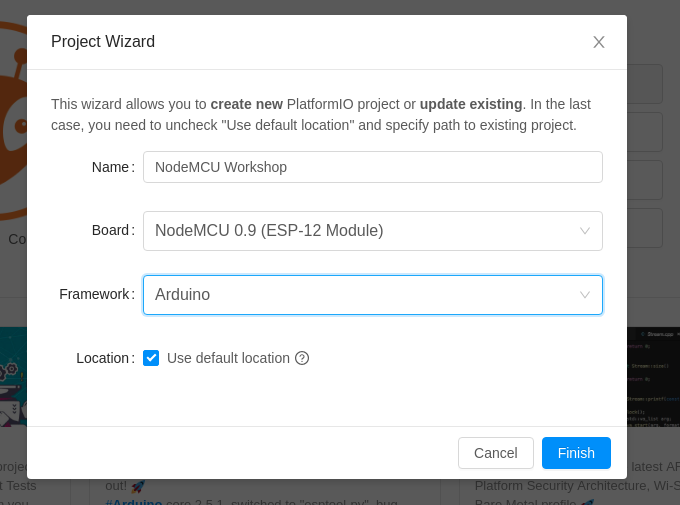 Project Wizard
This wizard allows you to create new PlatformIO project or update existing. In the last
case, you need to uncheck "Use default location" and specify path to existing project.
Name:
NodeMCU Workshop
Board:
NodeMCU 0.9 (ESP-12 Module)
Framework:
Arduino
Location:
Use default location
Cancel
Finish
Co
t Tests
out!
#Arduino core 2.5.1, switched to "esptool-py", bug
latest
Platform Security Architecture, Wi-S
Bare Metal profile